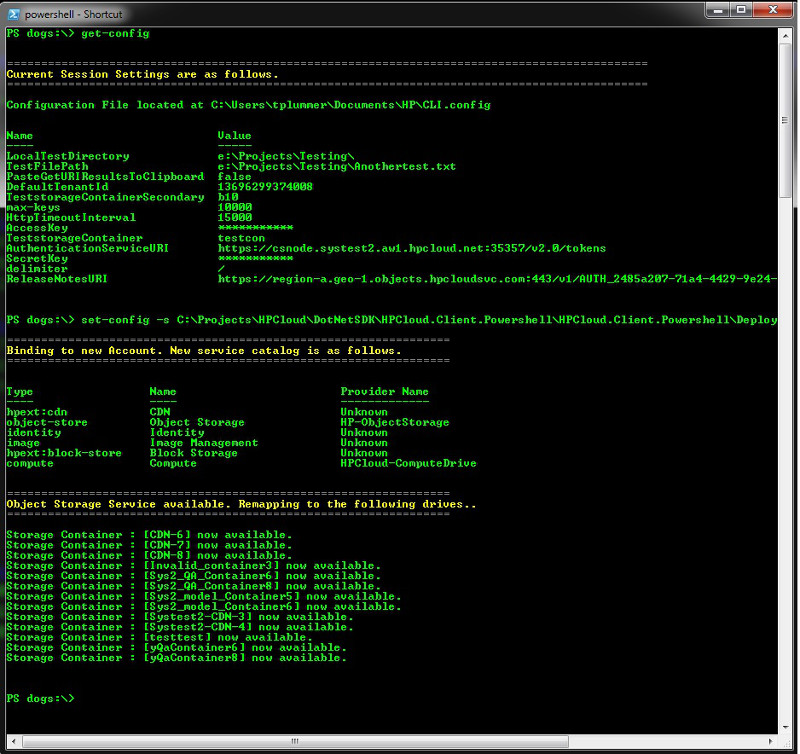 powershell - Shortcut
PS dogs:\> get-config
=====================================================================================
Current Session Settings are as follows.
=====================================================================================
Configuration File located at C:\Users\tplummer\Documents\HP\CLI.config
Name Value
---- -----
LocalTestDirectory e:\Projects\Testing\
TestFilePath e:\Projects\Testing\Anothertest.txt
PasteGetURIResultsToClipboard false
DefaultTenantId 13696299374008
TeststorageContainerSecondary b10
max-keys 10000
HttpTimeoutInterval 15000
AccessKey ***********
TeststorageContainer testcon
AuthenticationServiceURI https://csnode.systest2.aw1.hpcloud.net:35357/v2.0/tokens
SecretKey ***********
delimiter /
ReleaseNotesURI https://region-a.geo-1.objects.hpcloudsvc.com:443/v1/AUTH_2485a207-71a4-4429-9e24-
PS dogs:\> set-config -s C:\Projects\HPCloud\DotNetSDK\HPCloud.Client.Powershell\HPCloud.Client.Powershell\Deploy
=================================================================
Binding to new Account. New service catalog is as follows.
=================================================================
Type Name Provider Name
---- ---- -------------
hpext:cdn CDN Unknown
object-store Object Storage HP-ObjectStorage
identity Identity Unknown
image Image Management Unknown
hpext:block-store Block Storage Unknown
compute Compute HPCloud-ComputeDrive
=================================================================
Object Storage Service available. Remapping to the following drives..
=================================================================
Storage Container : [CDN-6] now available.
Storage Container : [CDN-7] now available.
Storage Container : [CDN-8] now available.
Storage Container : [Invalid_container3] now available.
Storage Container : [Sys2_QA_Container6] now available.
Storage Container : [Sys2_QA_Container8] now available.
Storage Container : [Sys2_model_Container5] now available.
Storage Container : [Sys2_model_Container6] now available.
Storage Container : [Systest2-CDN-3] now available.
Storage Container : [Systest2-CDN-4] now available.
Storage Container : [testtest] now available.
Storage Container : [yQaContainer6] now available.
Storage Container : [yQaContainer8] now available.
PS dogs:\>